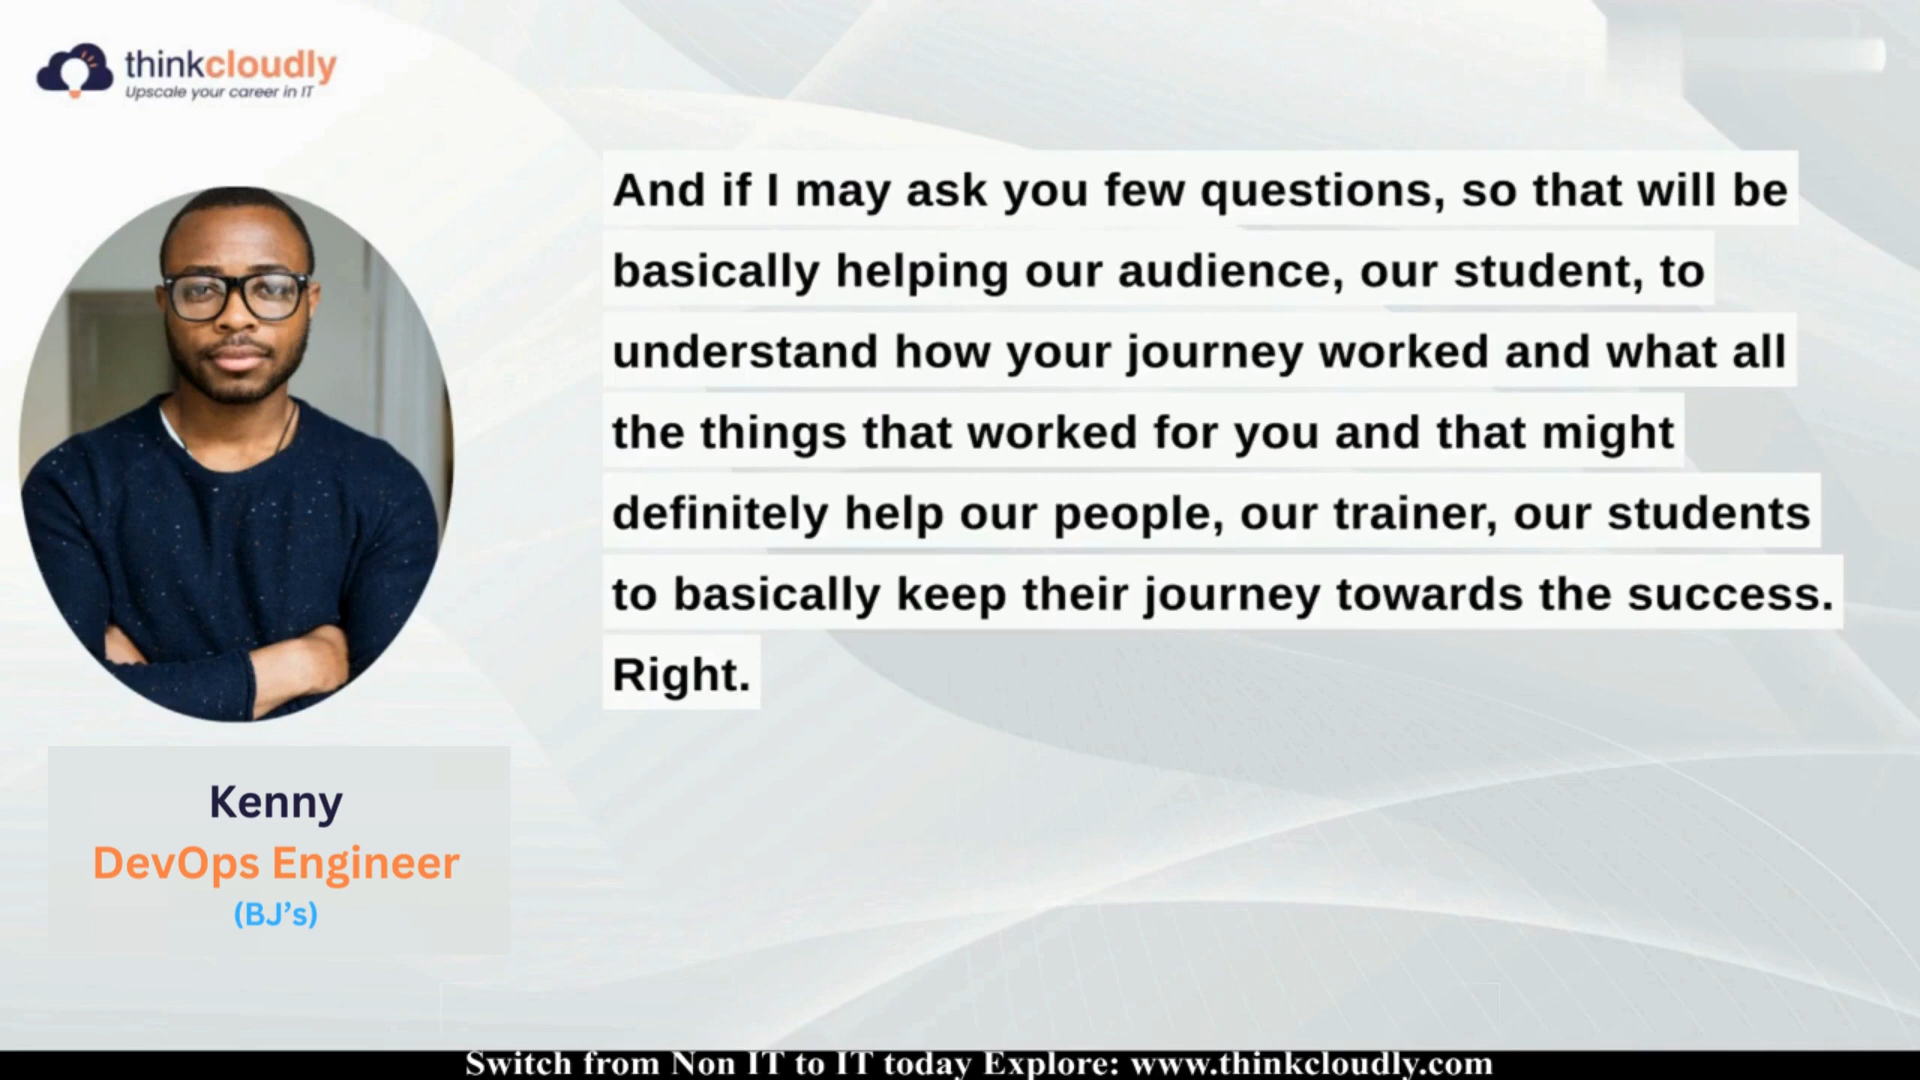 thinkcloudly
Upscale your career in IT
And if I may ask you few questions, so that will be
basically helping our audience, our student, to
understand how your journey worked and what all
the things that worked for you and that might
definitely help our people, our trainer, our students
to basically keep their journey towards the success.
Right.
Kenny
DevOps Engineer
(BJ’s)
Switch from Non IT to IT today Explore: www.thinkcloudly.com